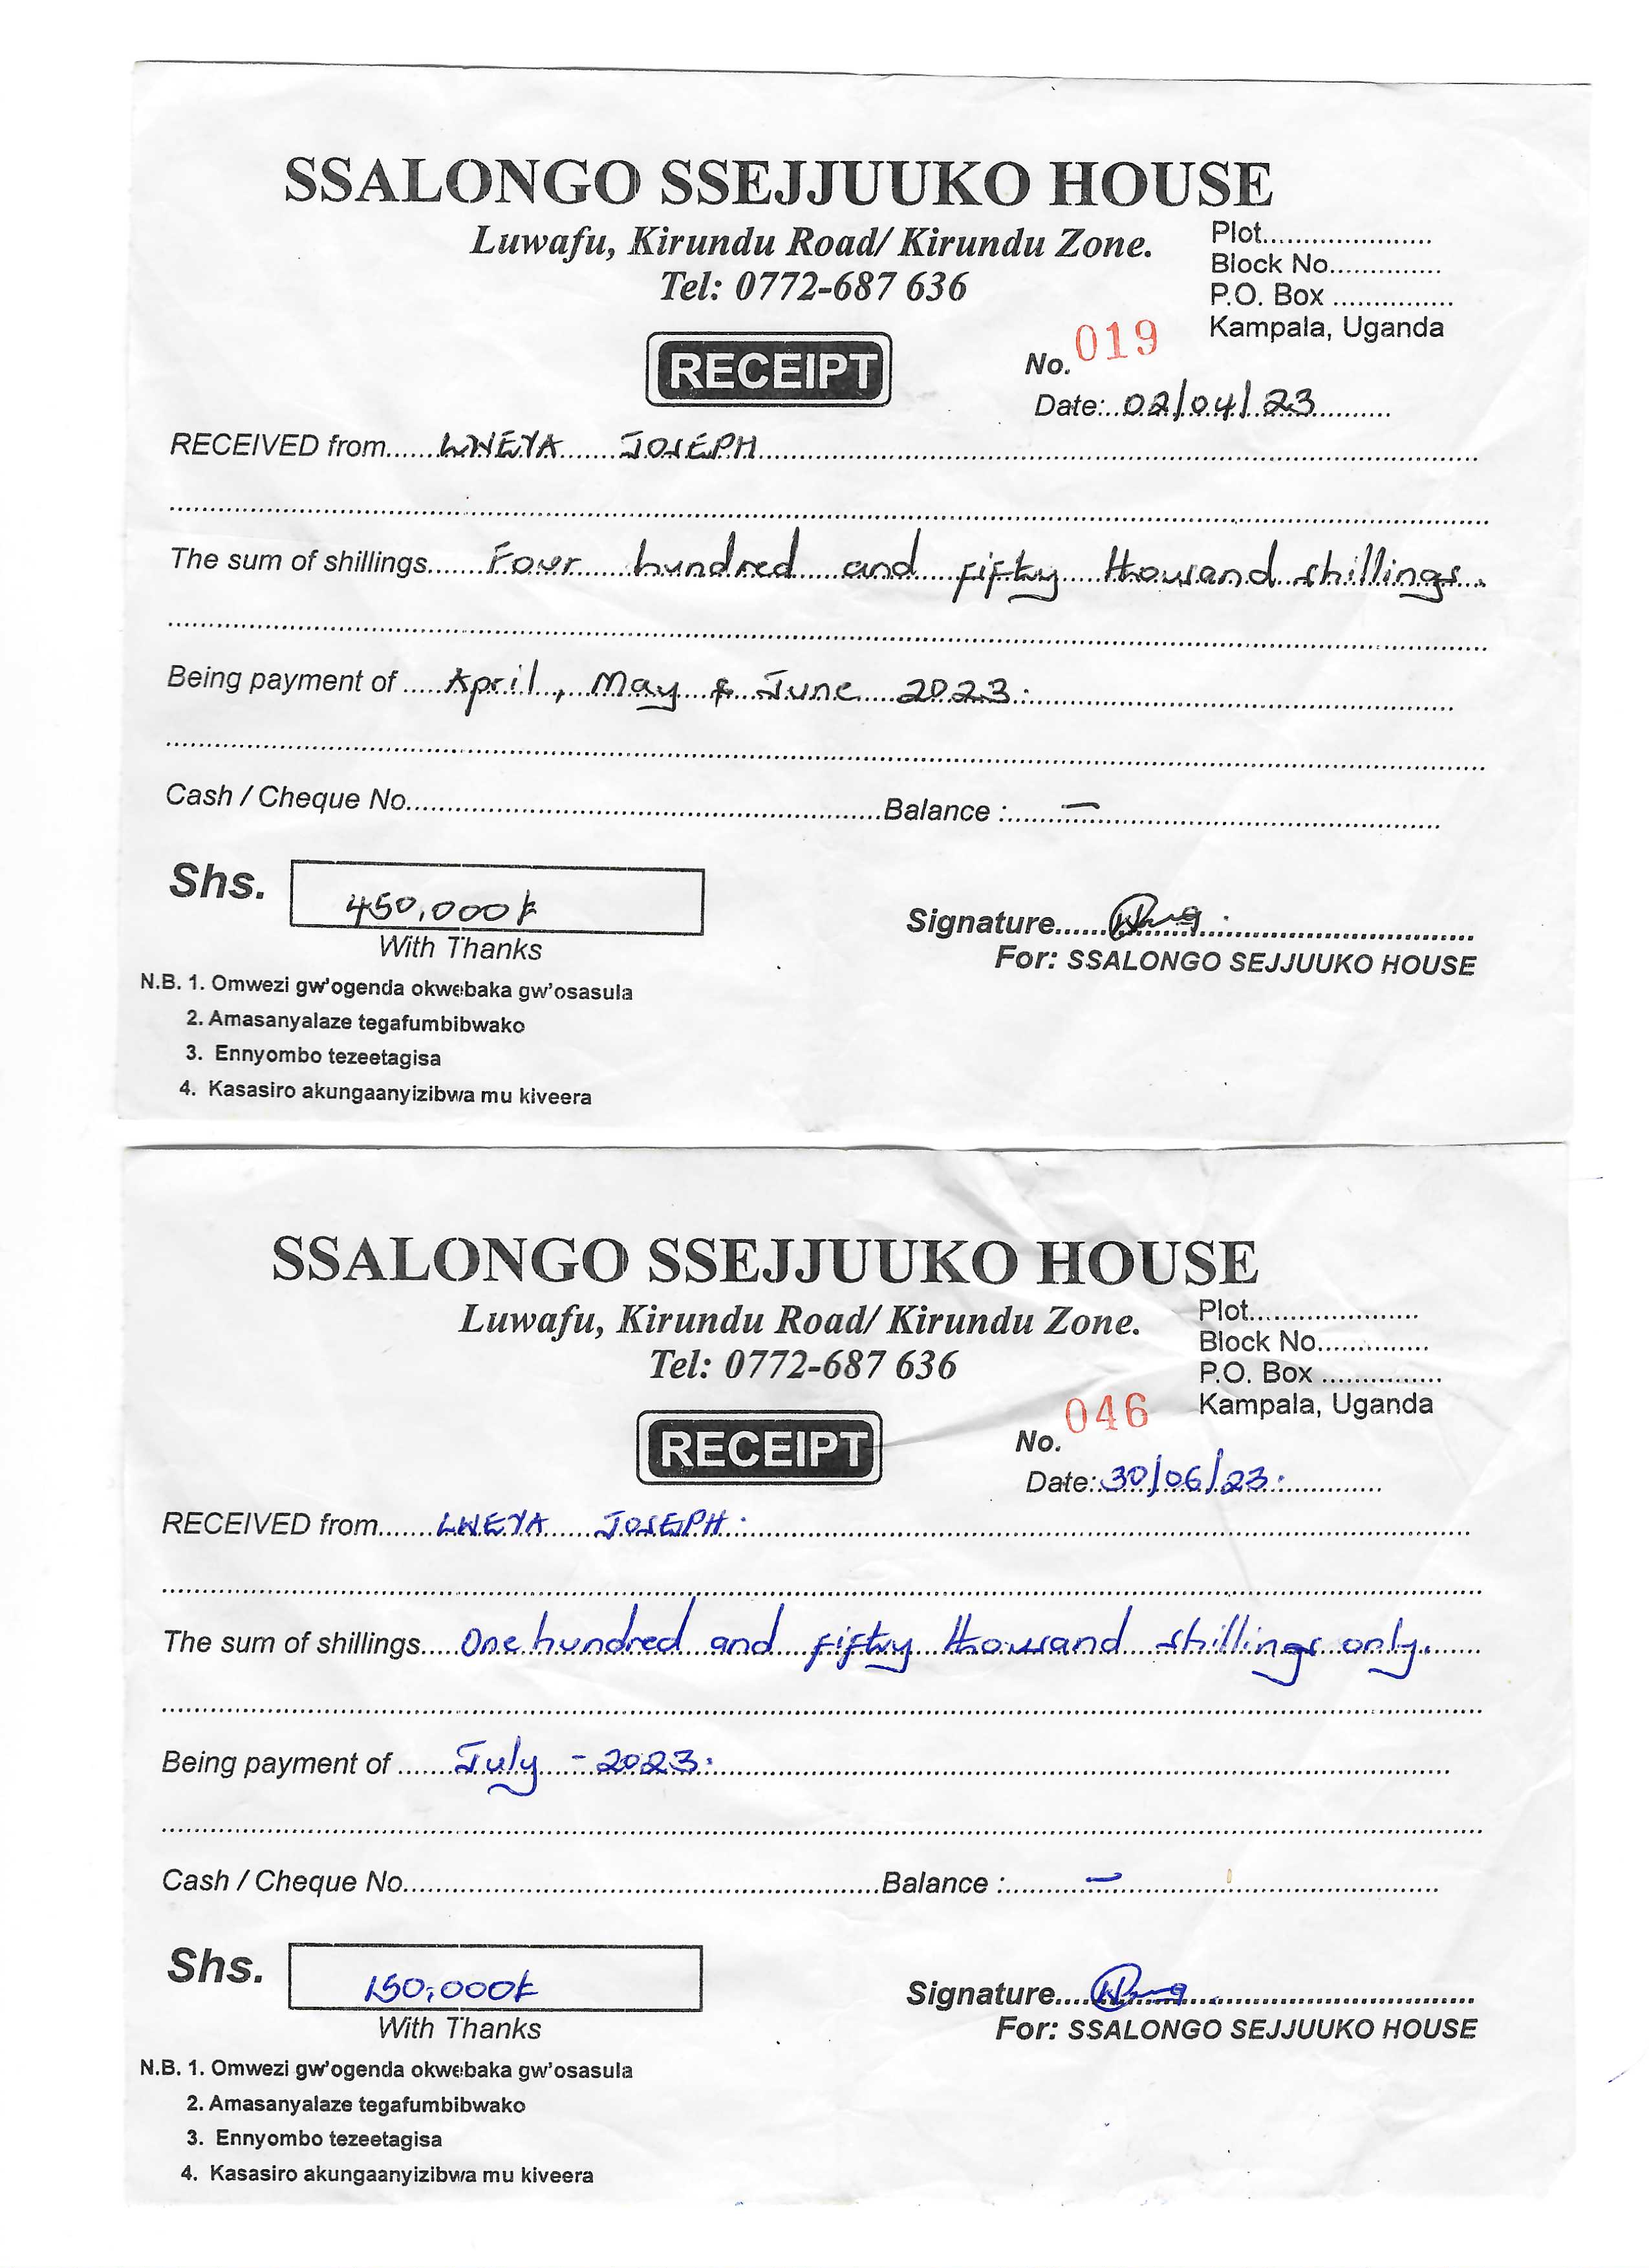 SSALONGO SSEJJUUKO HOUSE
Luwafu, Kirundu Road/ Kirundu Zone.
Tel: 0772-687 636
Plot......................
Block No..............
P.O. Box ...............
Kampala, Uganda
RECEIPT
No. 019
Date: 02/04/23
RECEIVED from LWEYA JOSEPH
The sum of shillings Four hundred and fifty thousand shillings.
Being payment of April, May & June 2023.
Cash / Cheque No. Balance : –
Shs. 450,000/=
With Thanks
Signature
For: SSALONGO SEJJUUKO HOUSE
N.B. 1. Omwezi gw'ogenda okwebaka gw'osasula
2. Amasanyalaze tegafumbibwako
3. Ennyombo tezeetagisa
4. Kasasiro akungaanyizibwa mu kiveera
SSALONGO SSEJJUUKO HOUSE
Luwafu, Kirundu Road/ Kirundu Zone.
Tel: 0772-687 636
Plot......................
Block No..............
P.O. Box ...............
Kampala, Uganda
RECEIPT
No. 046
Date: 30/06/23.
RECEIVED from LWEYA JOSEPH.
The sum of shillings One hundred and fifty thousand shillings only.
Being payment of July - 2023.
Cash / Cheque No. Balance : –
Shs. 150,000/=
With Thanks
Signature
For: SSALONGO SEJJUUKO HOUSE
N.B. 1. Omwezi gw'ogenda okwebaka gw'osasula
2. Amasanyalaze tegafumbibwako
3. Ennyombo tezeetagisa
4. Kasasiro akungaanyizibwa mu kiveera